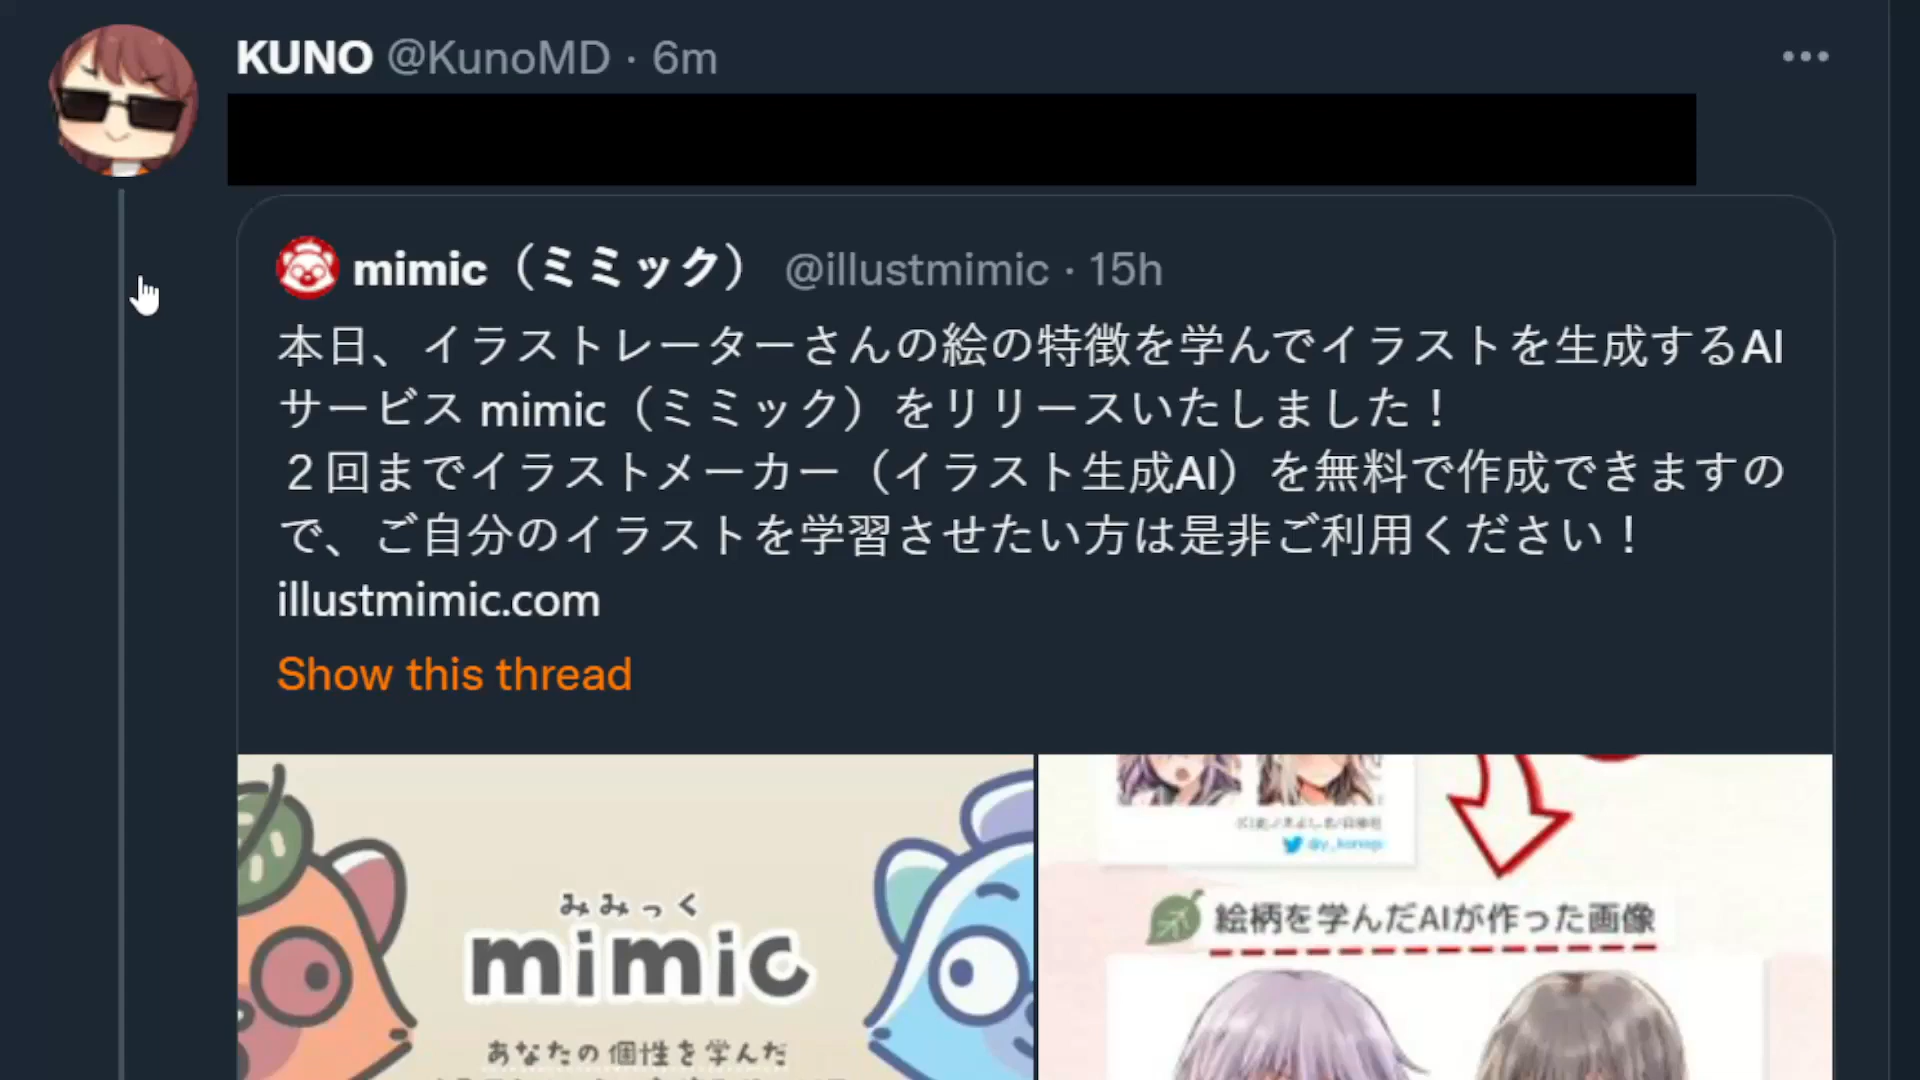 KUNO @KunoMD · 6m
mimic（ミミック） @illustmimic · 15h
本日、イラストレーターさんの絵の特徴を学んでイラストを生成するAI
サービス mimic（ミミック）をリリースいたしました！
２回までイラストメーカー（イラスト生成AI）を無料で作成できますの
で、ご自分のイラストを学習させたい方は是非ご利用ください！
illustmimic.com
Show this thread
みみっく
mimic
あなたの個性を学んだ
絵柄を学んだAIが作った画像